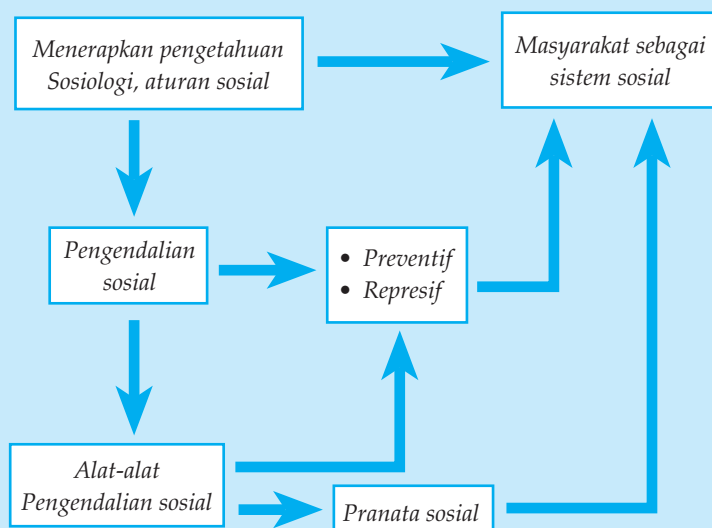 Menerapkan pengetahuan
Sosiologi, aturan sosial
Masyarakat sebagai
sistem sosial
Pengendalian
sosial
• Preventif
• Represif
Alat-alat
Pengendalian sosial
Pranata sosial